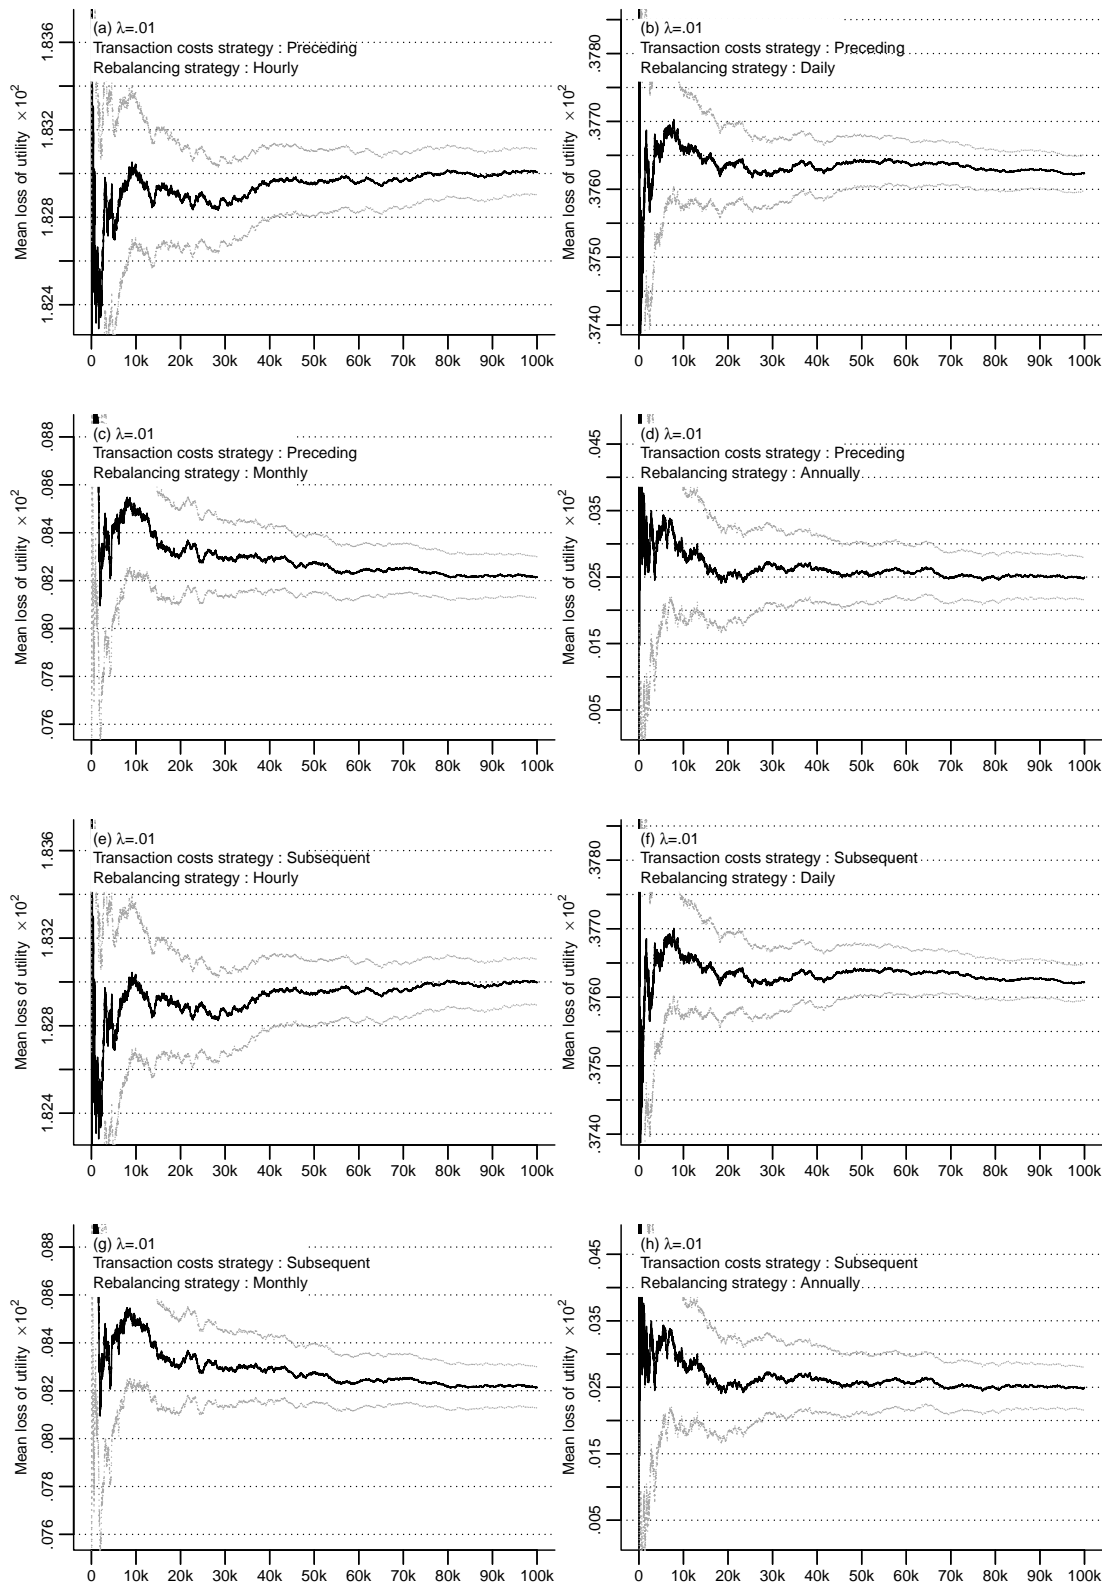 (a) λ=.01
Transaction costs strategy : Preceding
Rebalancing strategy : Hourly
Mean loss of utility ×10²
1.836
1.832
1.828
1.824
0 10k 20k 30k 40k 50k 60k 70k 80k 90k 100k
(b) λ=.01
Transaction costs strategy : Preceding
Rebalancing strategy : Daily
Mean loss of utility ×10²
.3780
.3770
.3760
.3750
.3740
0 10k 20k 30k 40k 50k 60k 70k 80k 90k 100k
(c) λ=.01
Transaction costs strategy : Preceding
Rebalancing strategy : Monthly
Mean loss of utility ×10²
.088
.086
.084
.082
.080
.078
.076
0 10k 20k 30k 40k 50k 60k 70k 80k 90k 100k
(d) λ=.01
Transaction costs strategy : Preceding
Rebalancing strategy : Annually
Mean loss of utility ×10²
.045
.035
.025
.015
.005
0 10k 20k 30k 40k 50k 60k 70k 80k 90k 100k
(e) λ=.01
Transaction costs strategy : Subsequent
Rebalancing strategy : Hourly
Mean loss of utility ×10²
1.836
1.832
1.828
1.824
0 10k 20k 30k 40k 50k 60k 70k 80k 90k 100k
(f) λ=.01
Transaction costs strategy : Subsequent
Rebalancing strategy : Daily
Mean loss of utility ×10²
.3780
.3770
.3760
.3750
.3740
0 10k 20k 30k 40k 50k 60k 70k 80k 90k 100k
(g) λ=.01
Transaction costs strategy : Subsequent
Rebalancing strategy : Monthly
Mean loss of utility ×10²
.088
.086
.084
.082
.080
.078
.076
0 10k 20k 30k 40k 50k 60k 70k 80k 90k 100k
(h) λ=.01
Transaction costs strategy : Subsequent
Rebalancing strategy : Annually
Mean loss of utility ×10²
.045
.035
.025
.015
.005
0 10k 20k 30k 40k 50k 60k 70k 80k 90k 100k